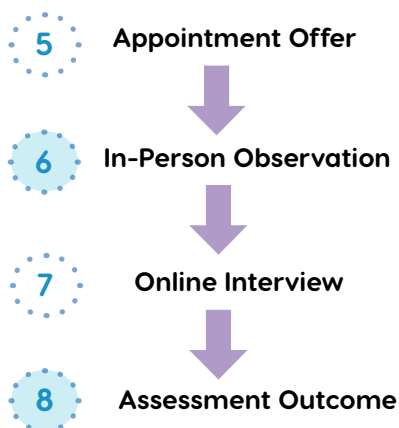 5 Appointment Offer
6 In-Person Observation
7 Online Interview
8 Assessment Outcome